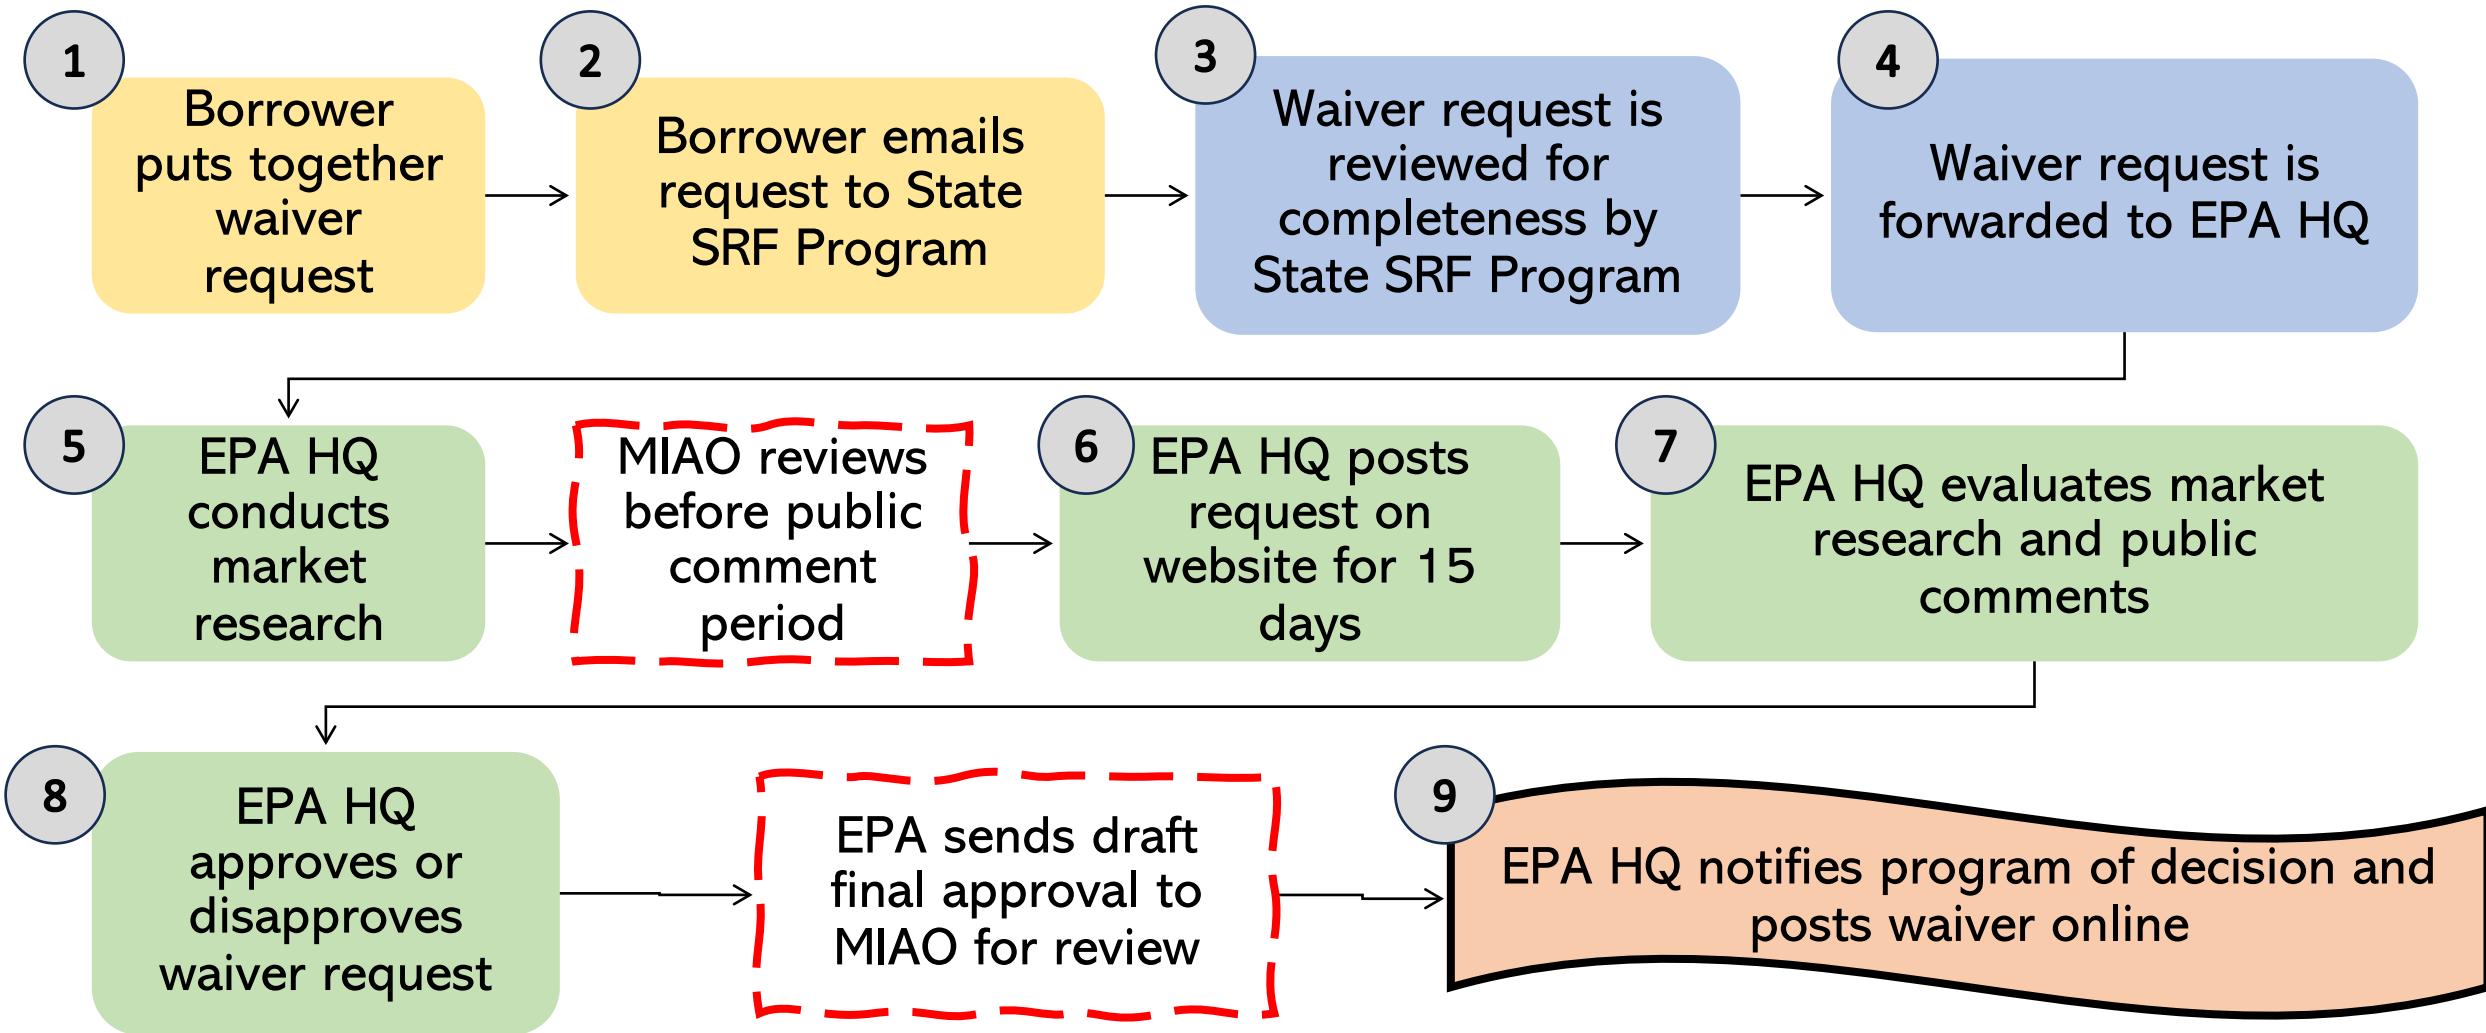 1
Borrower
puts together
waiver
request
2
Borrower emails
request to State
SRF Program
3
Waiver request is
reviewed for
completeness by
State SRF Program
4
Waiver request is
forwarded to EPA HQ
5
EPA HQ
conducts
market
research
MIAO reviews
before public
comment
period
6
EPA HQ posts
request on
website for 15
days
7
EPA HQ evaluates market
research and public
comments
8
EPA HQ
approves or
disapproves
waiver request
EPA sends draft
final approval to
MIAO for review
9
EPA HQ notifies program of decision and
posts waiver online